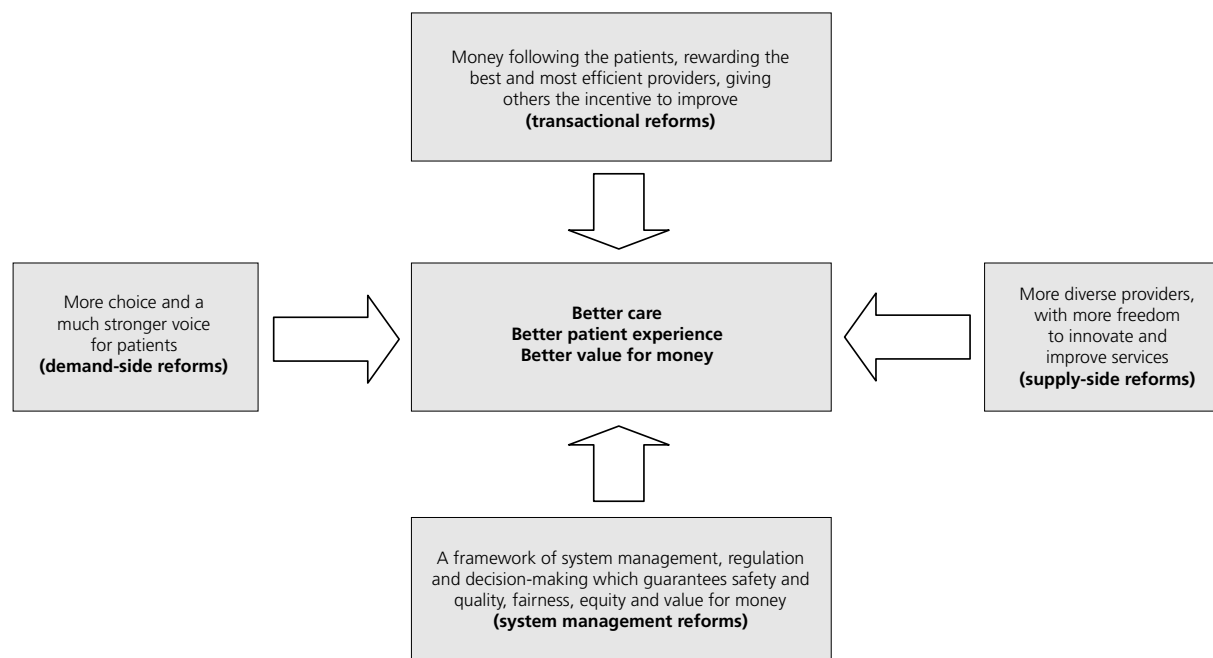 Money following the patients, rewarding the
best and most efficient providers, giving
others the incentive to improve
(transactional reforms)
More choice and a
much stronger voice
for patients
(demand-side reforms)
Better care
Better patient experience
Better value for money
More diverse providers,
with more freedom
to innovate and
improve services
(supply-side reforms)
A framework of system management, regulation
and decision-making which guarantees safety and
quality, fairness, equity and value for money
(system management reforms)